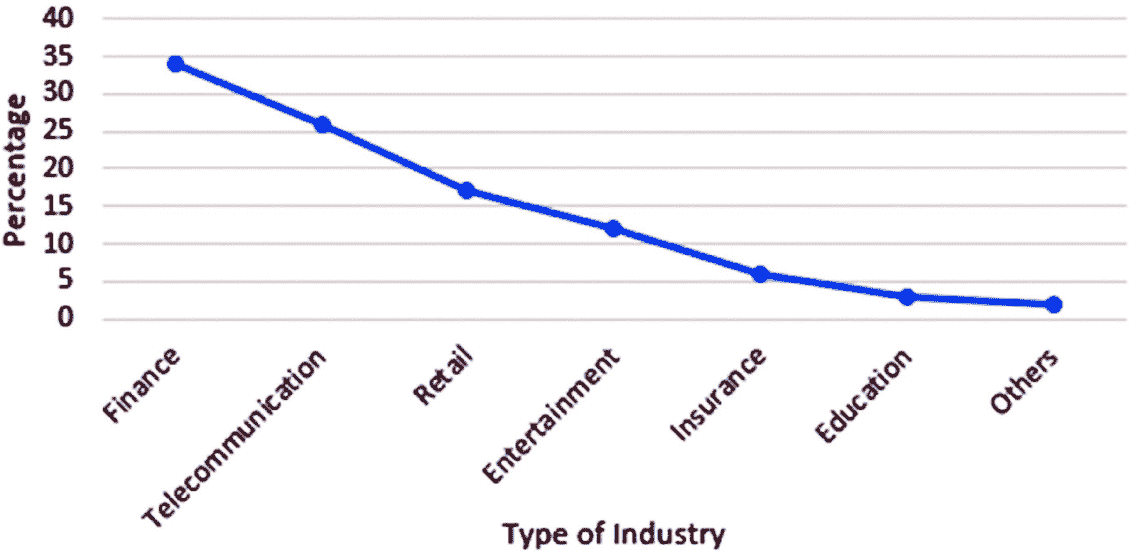 40
35
30
25
20
15
10
5
0
Percentage
Finance
Telecommunication
Retail
Entertainment
Insurance
Education
Others
Type of Industry